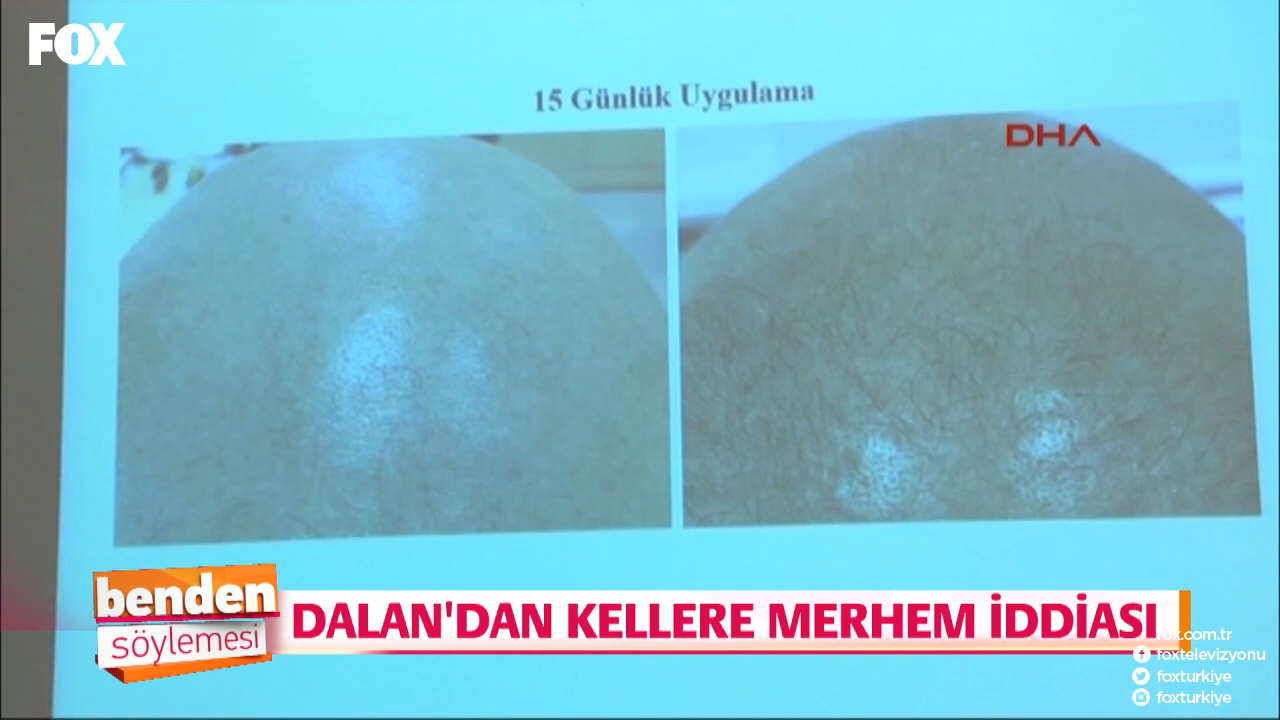 FOX
15 Günlük Uygulama
DHA
benden
söylemesi
DALAN'DAN KELLERE MERHEM İDDİASI
fox.com.tr
foxtelevizyonu
foxturkiye
foxturkiye